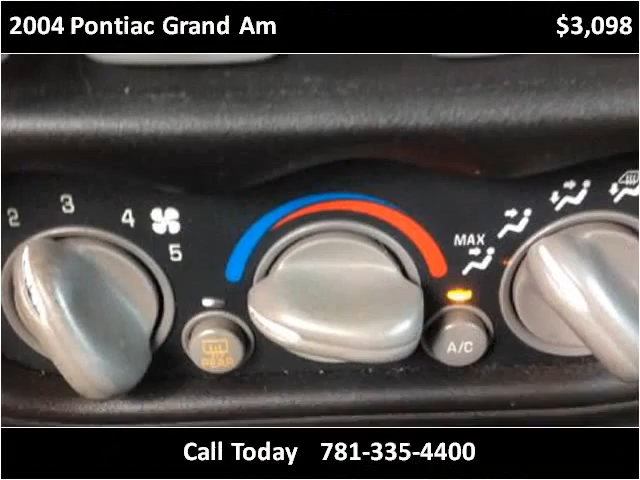 2004 Pontiac Grand Am
$3,098
2
3
4
5
MAX
REAR
A/C
Call Today 781-335-4400